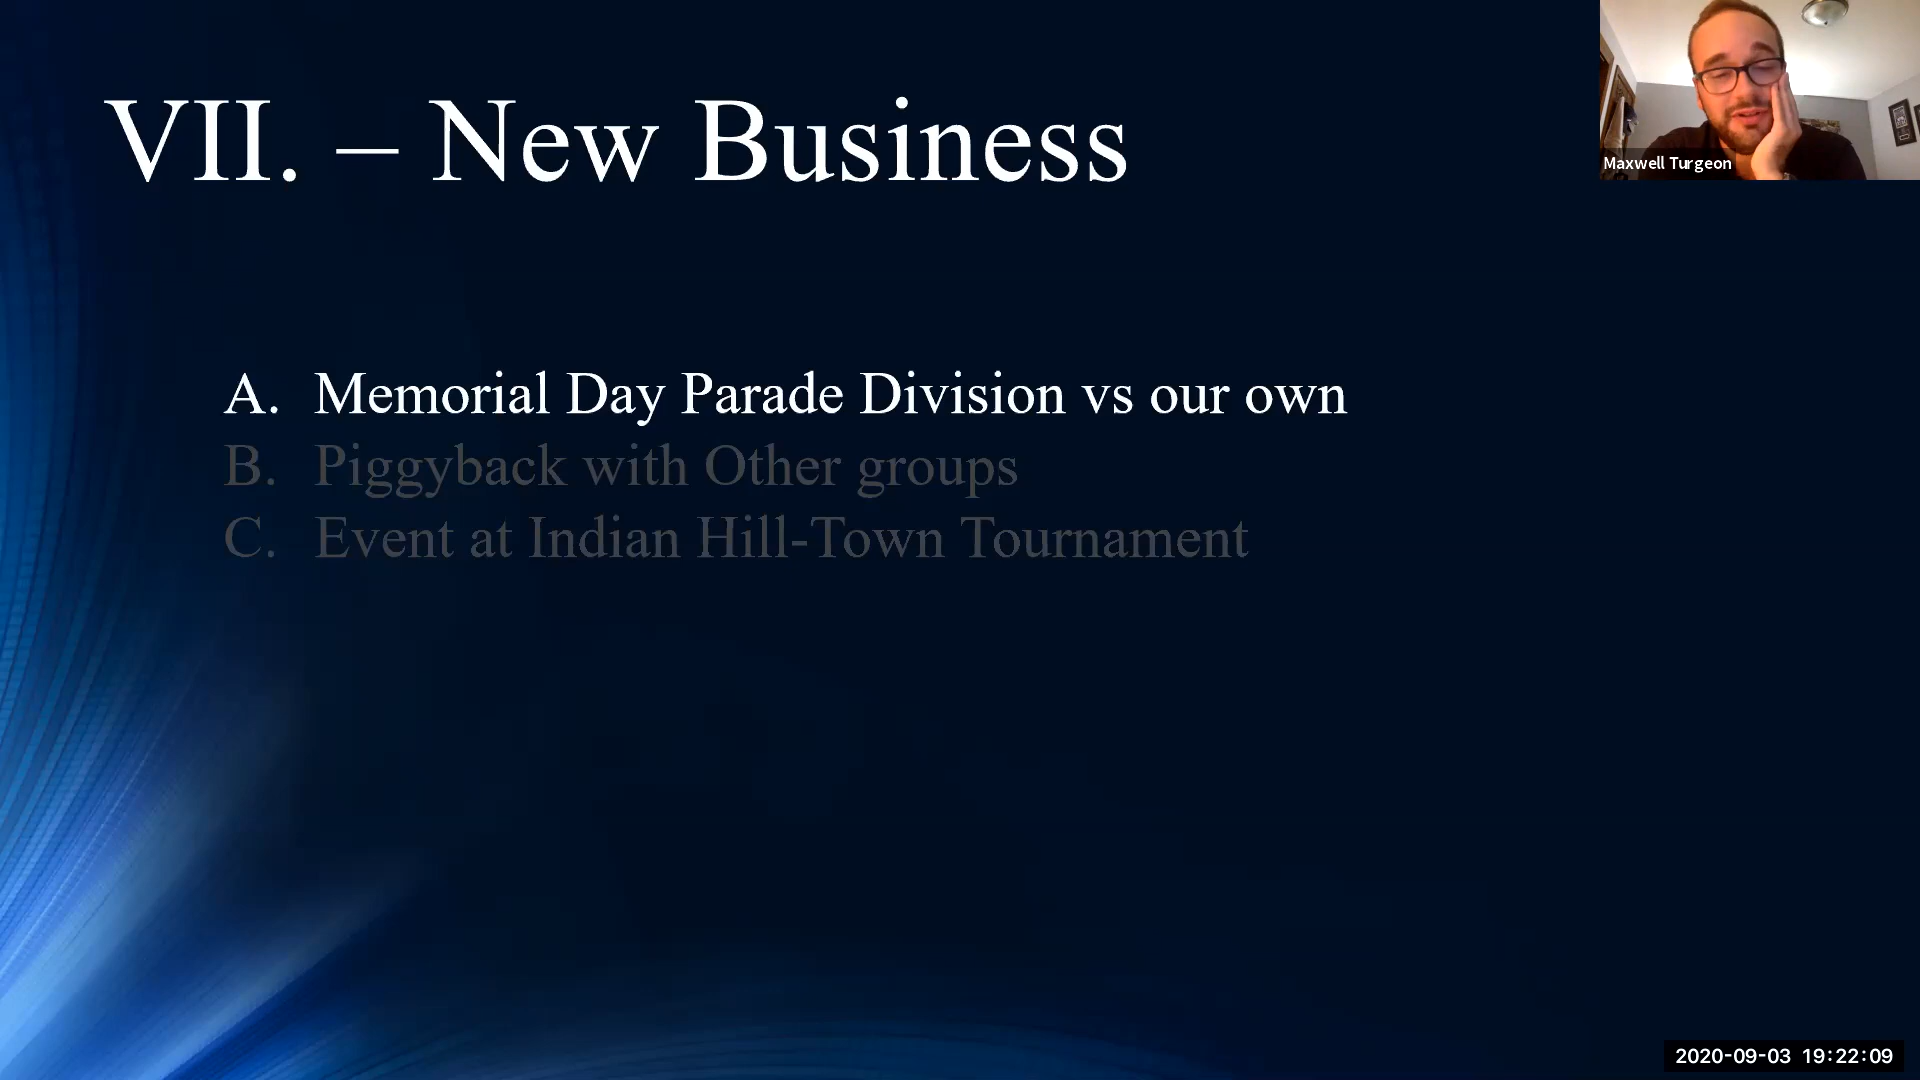 VII. – New Business
Maxwell Turgeon
A. Memorial Day Parade Division vs our own
B. Piggyback with Other groups
C. Event at Indian Hill-Town Tournament
2020-09-03 19:22:09